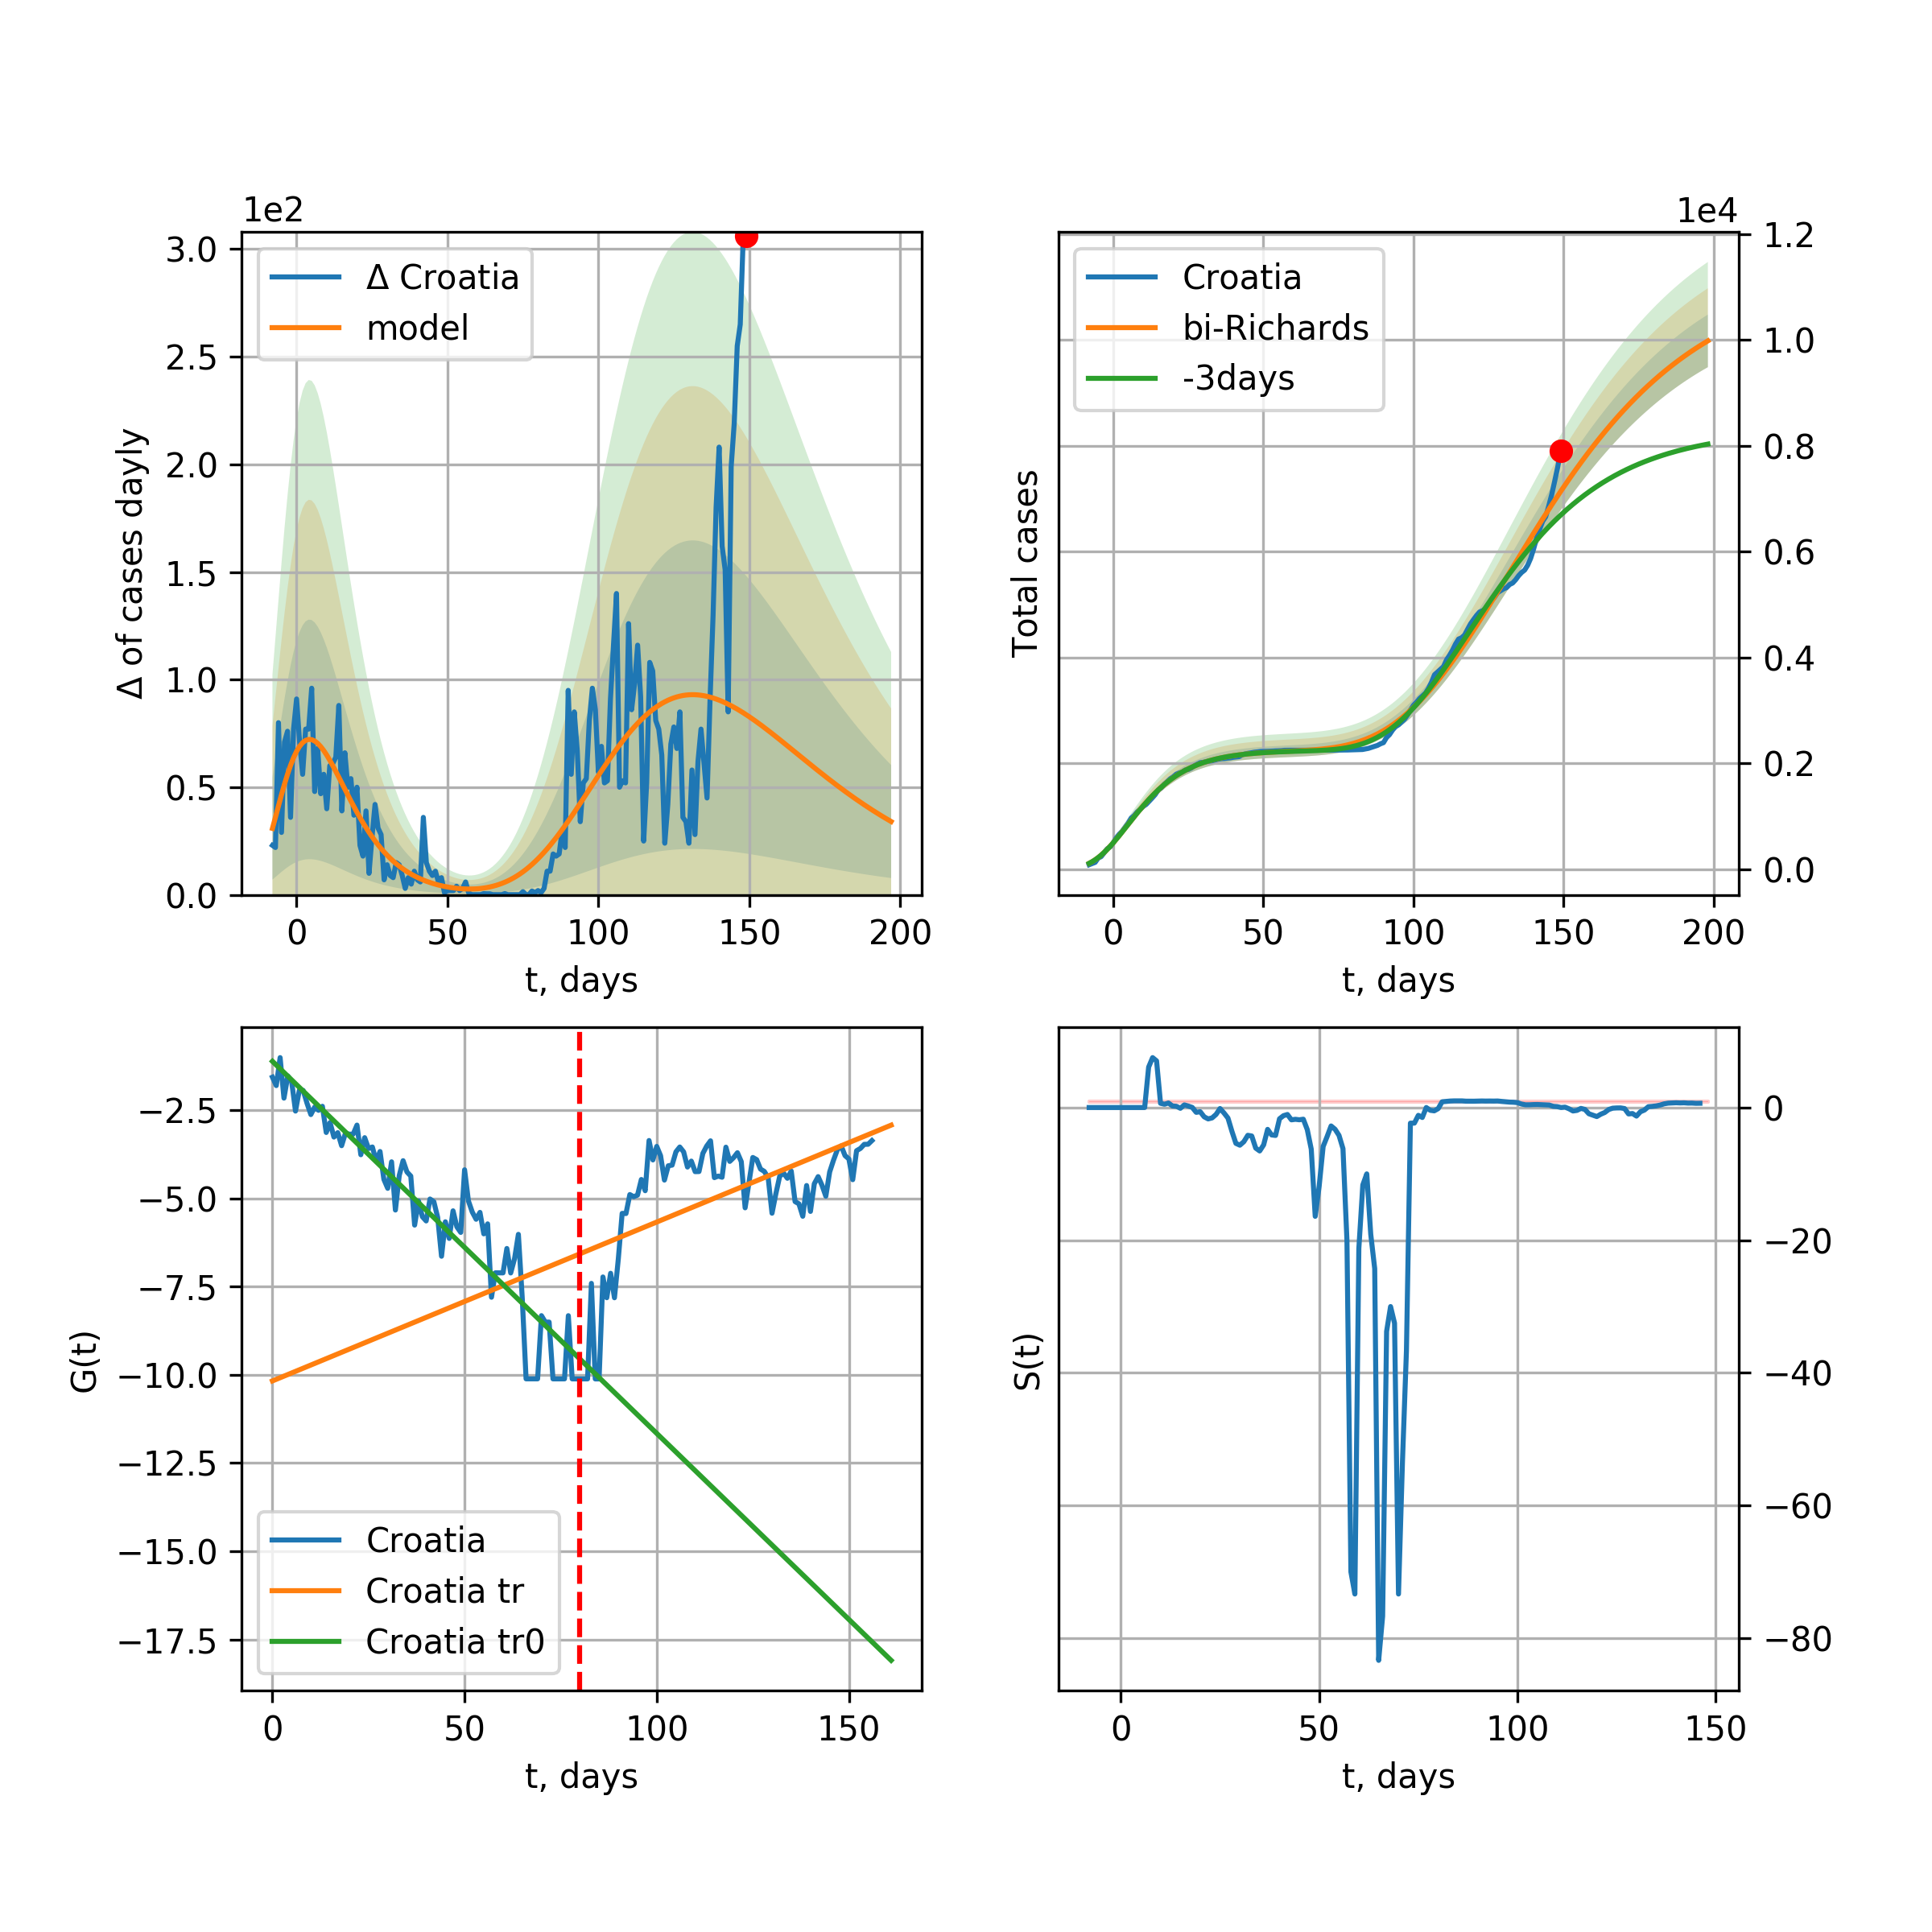 1e2
3.0
2.5
2.0
1.5
1.0
0.5
0.0
Δ of cases dayly
Δ Croatia
model
0 50 100 150 200
t, days
1e4
1.2
1.0
0.8
0.6
0.4
0.2
0.0
Total cases
Croatia
bi-Richards
-3days
0 50 100 150 200
t, days
−2.5
−5.0
−7.5
−10.0
−12.5
−15.0
−17.5
G(t)
Croatia
Croatia tr
Croatia tr0
0 50 100 150
t, days
0
−20
−40
−60
−80
S(t)
0 50 100 150
t, days